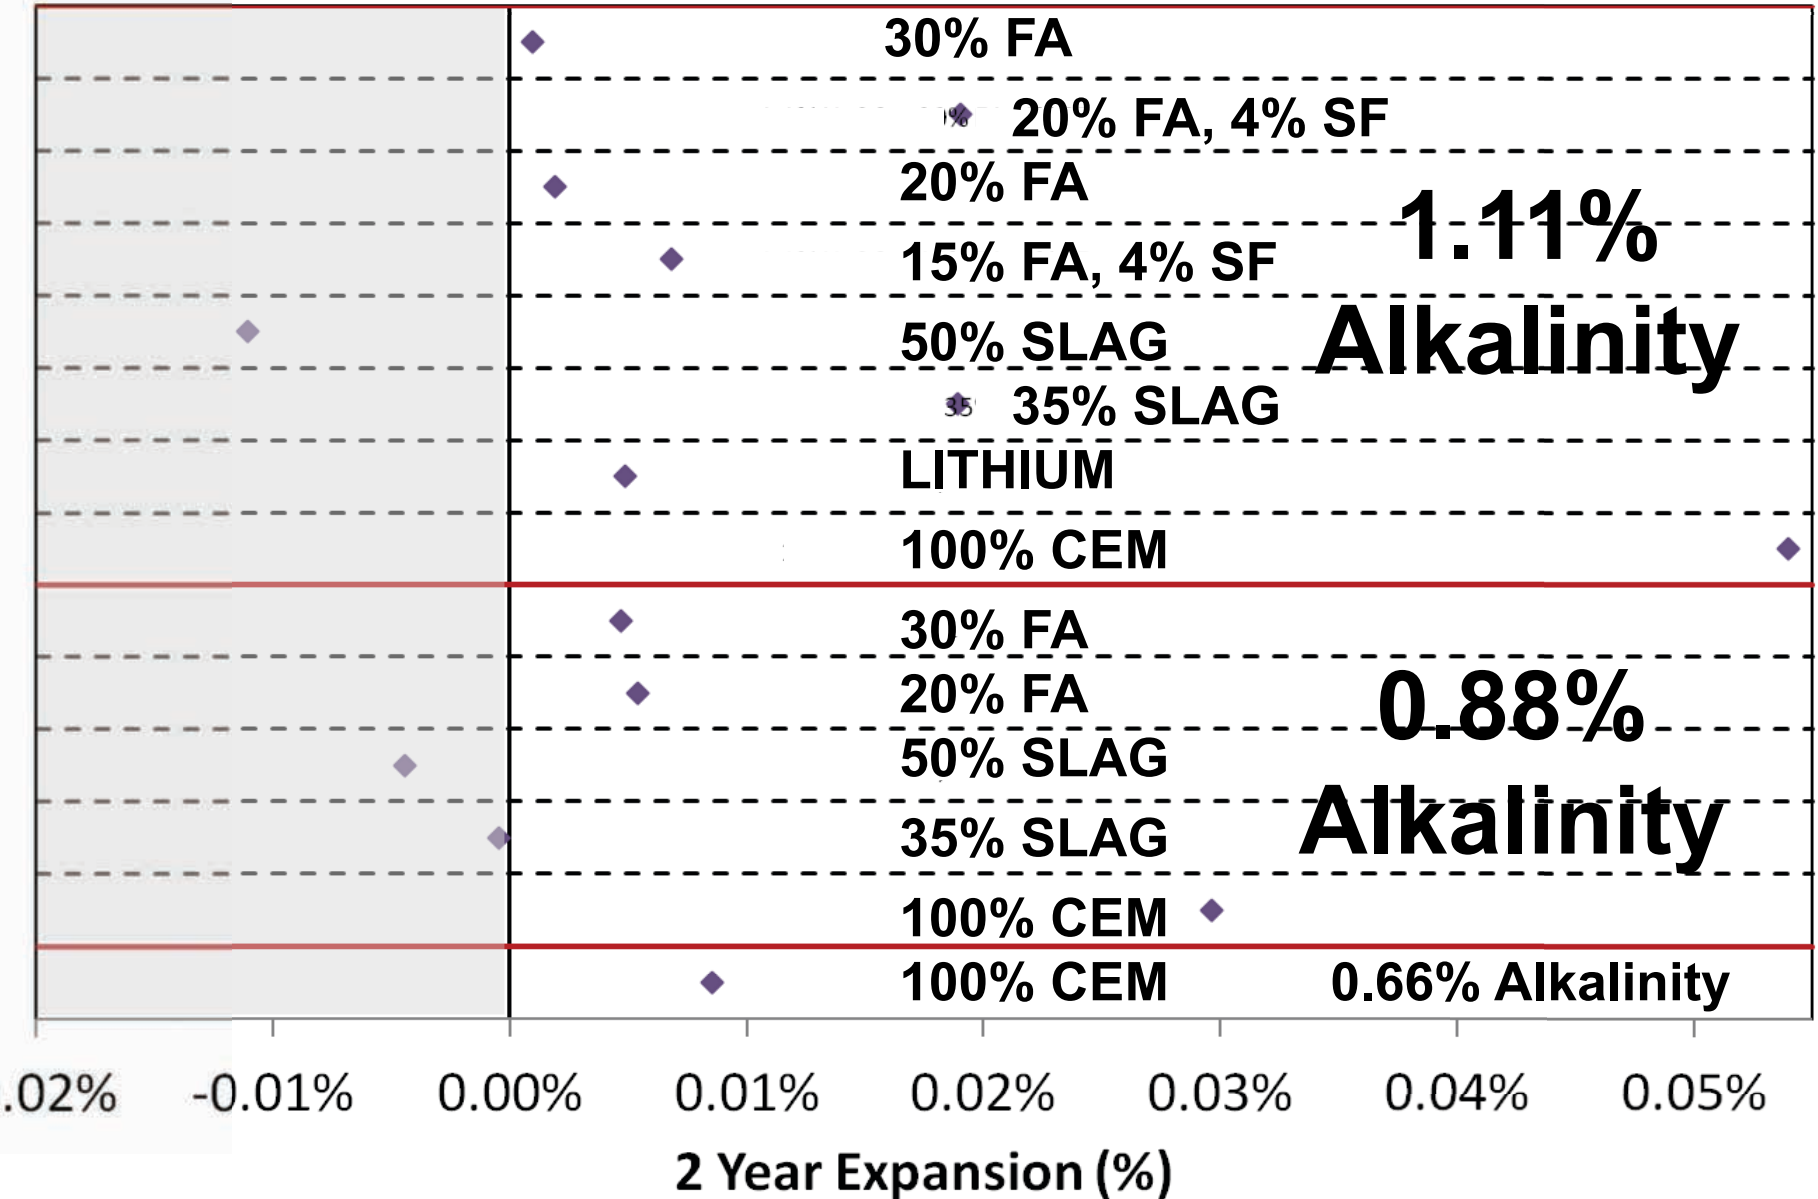 30% FA
20% FA, 4% SF
20% FA
15% FA, 4% SF
50% SLAG
35% SLAG
LITHIUM
100% CEM
1.11%
Alkalinity
30% FA
20% FA
50% SLAG
35% SLAG
100% CEM
0.88%
Alkalinity
100% CEM 0.66% Alkalinity
.02% -0.01% 0.00% 0.01% 0.02% 0.03% 0.04% 0.05%
2 Year Expansion (%)